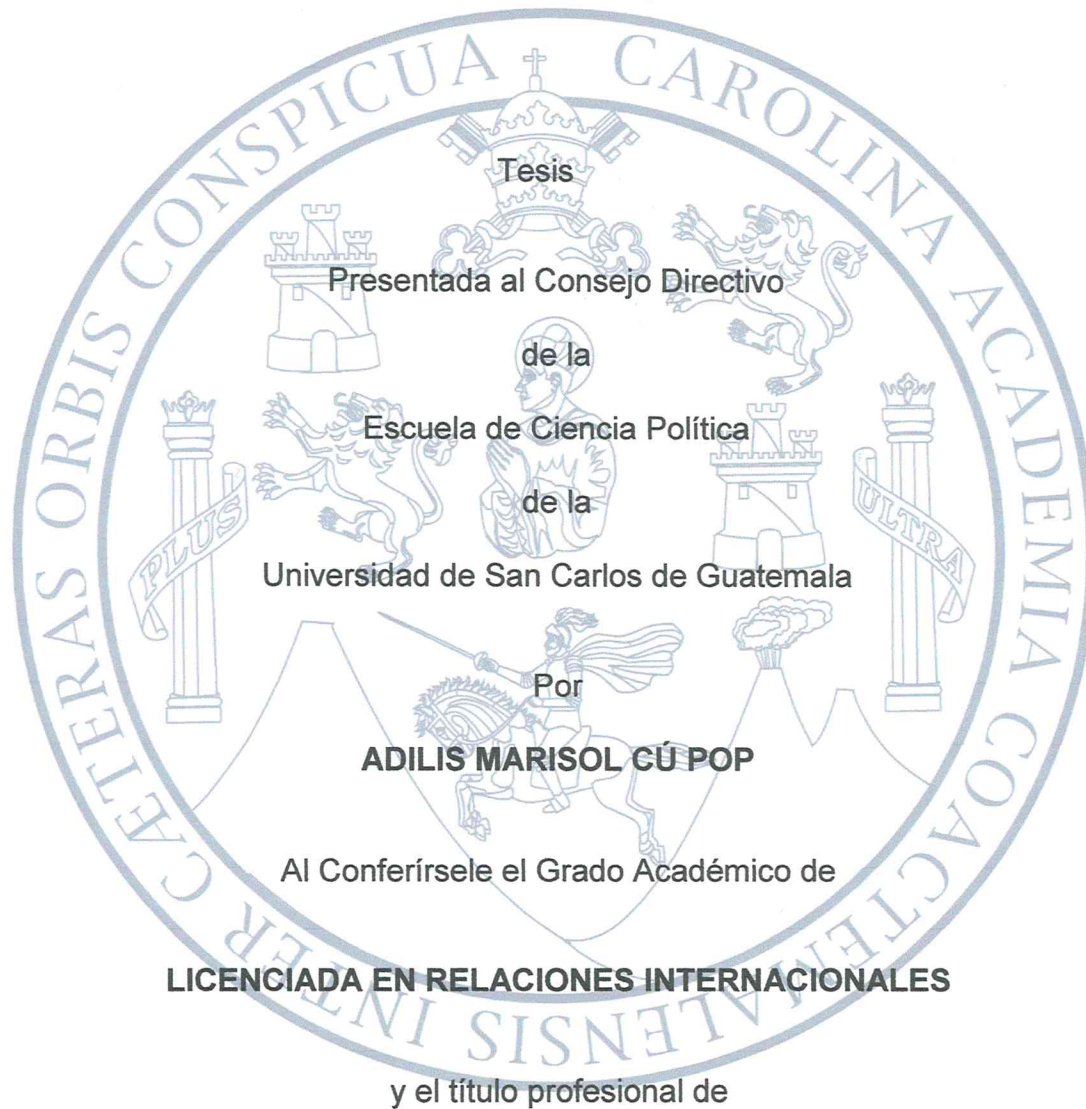 CAROLINA ACADEMIA COACTEMALENSIS INTER CÆTERAS ORBIS CONSPICUA
Tesis
Presentada al Consejo Directivo
de la
Escuela de Ciencia Política
de la
PLUS
ULTRA
Universidad de San Carlos de Guatemala
Por
ADILIS MARISOL CÚ POP
Al Conferírsele el Grado Académico de
LICENCIADA EN RELACIONES INTERNACIONALES
y el título profesional de